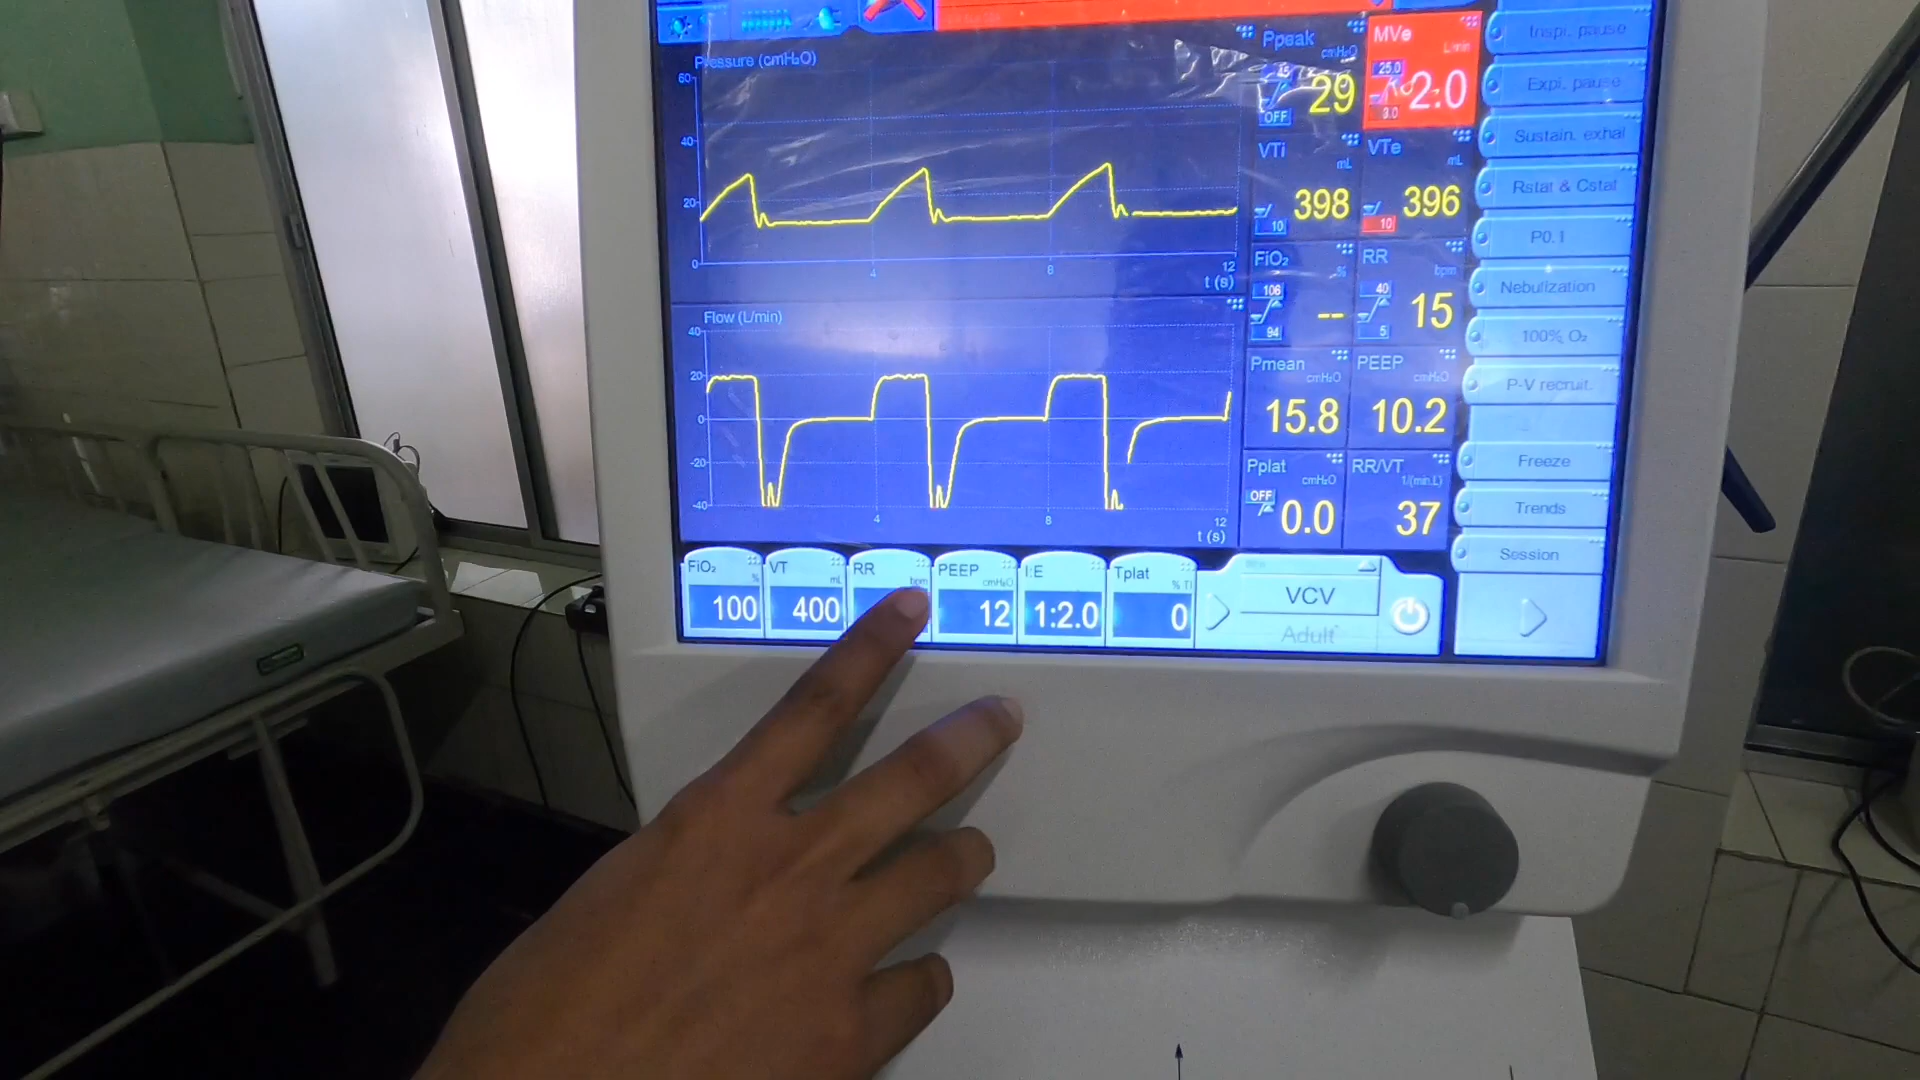 Pressure (cmH₂O)
60
40
20
0
4
8
12
t (s)
Flow (L/min)
40
20
0
-20
-40
4
8
12
t (s)
Ppeak
cmH₂O
45
OFF
29
MVe
L/min
25.0
3.0
2.0
VTi
mL
10
398
VTe
mL
10
396
FiO₂
%
106
94
--
RR
bpm
40
5
15
Pmean
cmH₂O
15.8
PEEP
cmH₂O
10.2
Pplat
cmH₂O
OFF
0.0
RR/VT
1/(min.L)
37
Inspi. pause
Expi. pause
Sustain. exhal
Rstat & Cstat
P0.1
Nebulization
100% O₂
P-V recruit.
Freeze
Trends
Session
FiO₂
%
100
VT
mL
400
RR
bpm
PEEP
cmH₂O
12
I:E
1:2.0
Tplat
% TI
0
VCV
Adult